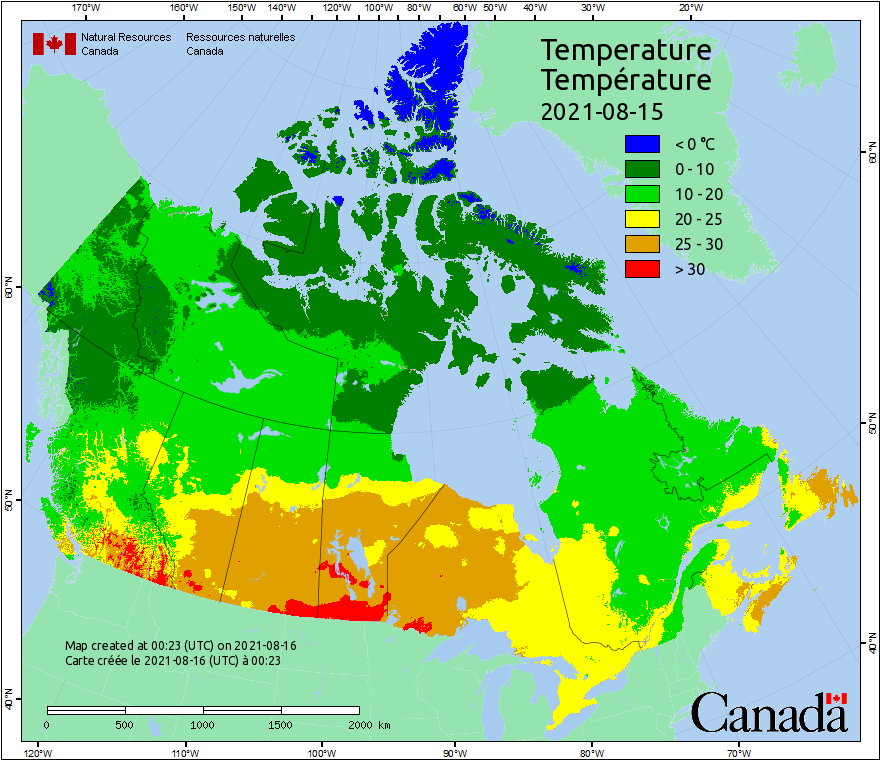 170°W 160°W 150°W 140°W 130°W 120°W 110°W 100°W 90°W 80°W 70°W 60°W 50°W 40°W 30°W 20°W
Natural Resources Canada
Ressources naturelles Canada
Temperature
Température
2021-08-15
< 0 °C
0 - 10
10 - 20
20 - 25
25 - 30
> 30
60°N
60°N
50°N
50°N
40°N
40°N
Map created at 00:23 (UTC) on 2021-08-16
Carte créée le 2021-08-16 (UTC) à 00:23
0 500 1000 1500 2000 km
Canada
120°W 110°W 100°W 90°W 80°W 70°W